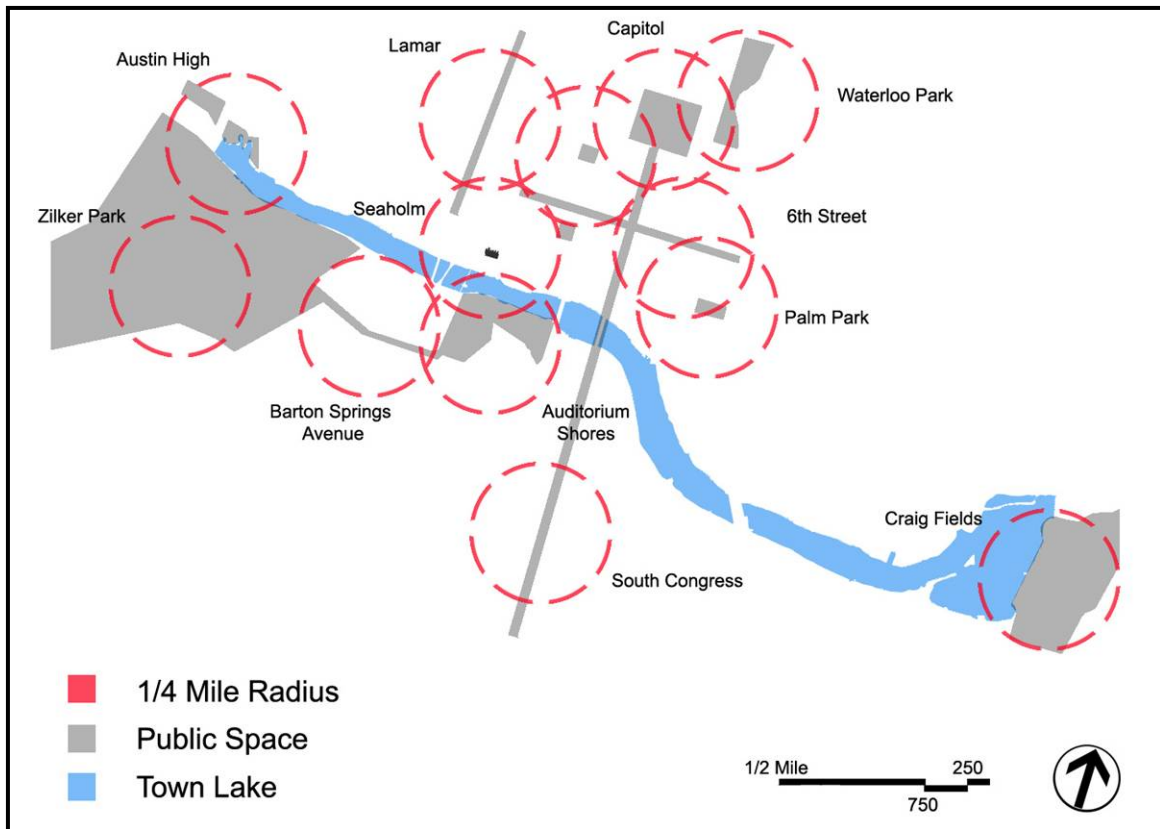 Austin High
Lamar
Capitol
Waterloo Park
Zilker Park
Seaholm
6th Street
Palm Park
Barton Springs
Avenue
Auditorium
Shores
Craig Fields
South Congress
1/4 Mile Radius
Public Space
Town Lake
1/2 Mile
250
750